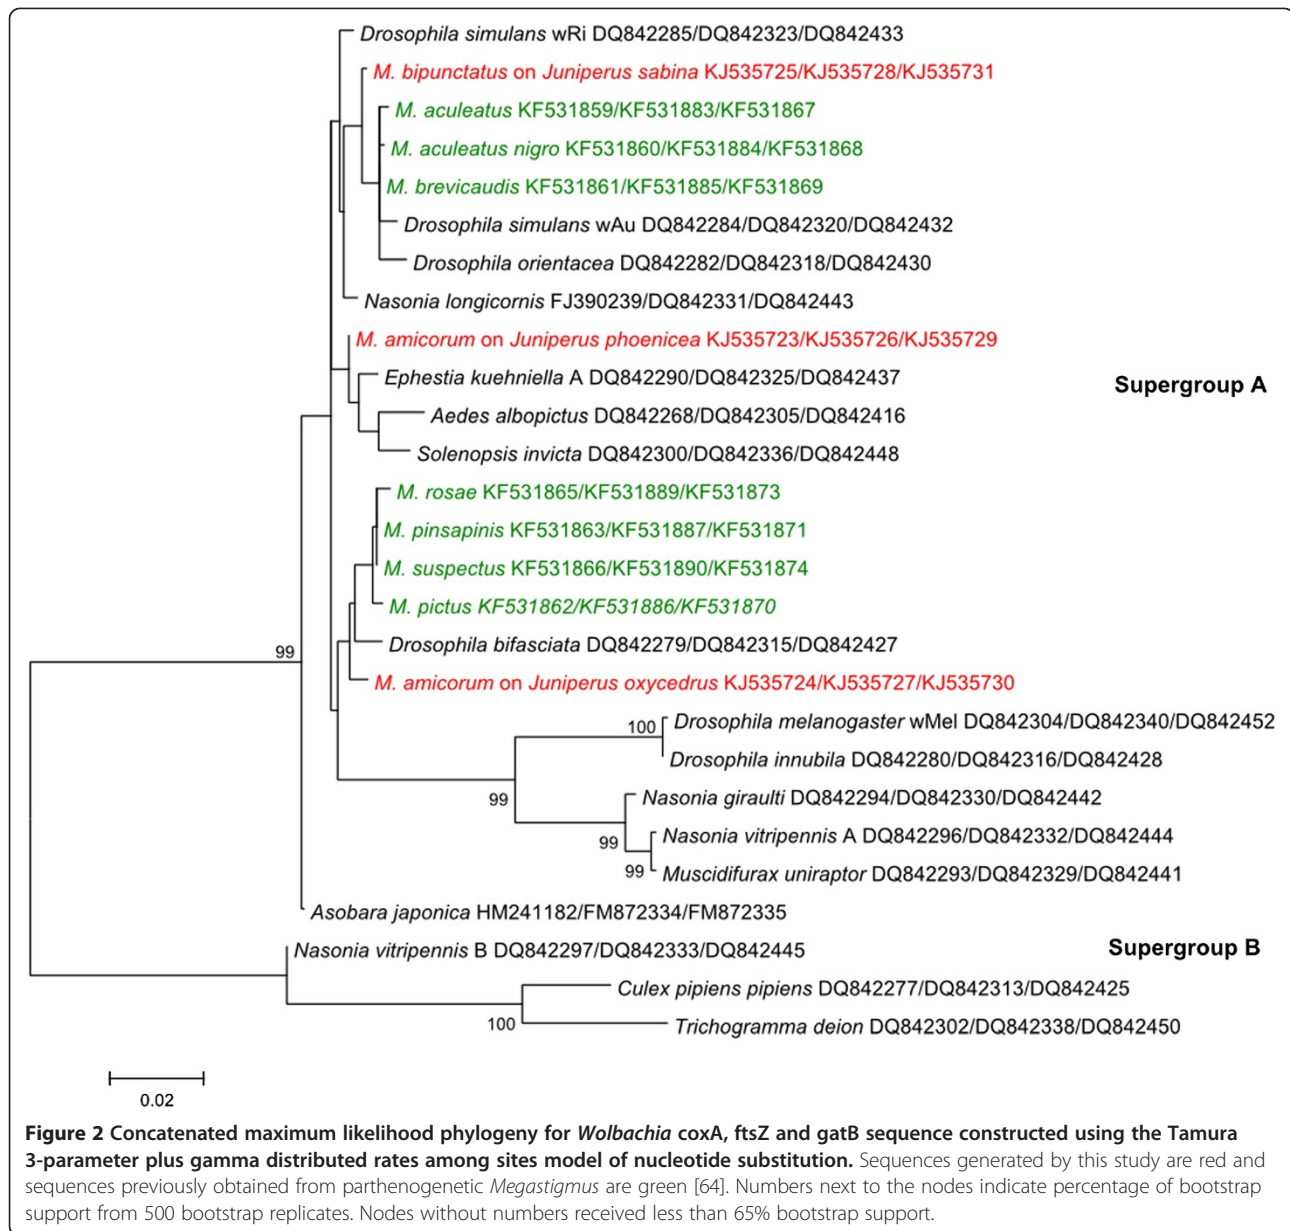 Drosophila simulans wRi DQ842285/DQ842323/DQ842433
M. bipunctatus on Juniperus sabina KJ535725/KJ535728/KJ535731
M. aculeatus KF531859/KF531883/KF531867
M. aculeatus nigro KF531860/KF531884/KF531868
M. brevicaudis KF531861/KF531885/KF531869
Drosophila simulans wAu DQ842284/DQ842320/DQ842432
Drosophila orientacea DQ842282/DQ842318/DQ842430
Nasonia longicornis FJ390239/DQ842331/DQ842443
M. amicorum on Juniperus phoenicea KJ535723/KJ535726/KJ535729
Ephestia kuehniella A DQ842290/DQ842325/DQ842437
Supergroup A
Aedes albopictus DQ842268/DQ842305/DQ842416
Solenopsis invicta DQ842300/DQ842336/DQ842448
M. rosae KF531865/KF531889/KF531873
M. pinsapinis KF531863/KF531887/KF531871
M. suspectus KF531866/KF531890/KF531874
M. pictus KF531862/KF531886/KF531870
Drosophila bifasciata DQ842279/DQ842315/DQ842427
99
M. amicorum on Juniperus oxycedrus KJ535724/KJ535727/KJ535730
100
Drosophila melanogaster wMel DQ842304/DQ842340/DQ842452
Drosophila innubila DQ842280/DQ842316/DQ842428
99
Nasonia giraulti DQ842294/DQ842330/DQ842442
Nasonia vitripennis A DQ842296/DQ842332/DQ842444
99
99
Muscidifurax uniraptor DQ842293/DQ842329/DQ842441
Asobara japonica HM241182/FM872334/FM872335
Nasonia vitripennis B DQ842297/DQ842333/DQ842445
Supergroup B
Culex pipiens pipiens DQ842277/DQ842313/DQ842425
100
Trichogramma deion DQ842302/DQ842338/DQ842450
0.02
Figure 2 Concatenated maximum likelihood phylogeny for Wolbachia coxA, ftsZ and gatB sequence constructed using the Tamura
3-parameter plus gamma distributed rates among sites model of nucleotide substitution. Sequences generated by this study are red and
sequences previously obtained from parthenogenetic Megastigmus are green [64]. Numbers next to the nodes indicate percentage of bootstrap
support from 500 bootstrap replicates. Nodes without numbers received less than 65% bootstrap support.